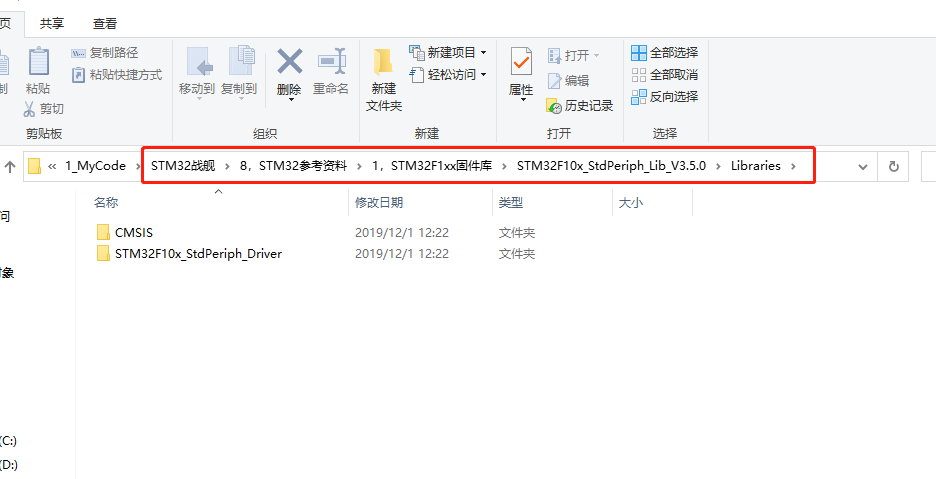 页 共享 查看
制 粘贴 复制路径 粘贴快捷方式 剪切 移动到 复制到 删除 重命名 新建文件夹 新建项目 轻松访问 属性 打开 编辑 历史记录 全部选择 全部取消 反向选择
剪贴板 组织 新建 打开 选择
« 1_MyCode › STM32战舰 › 8，STM32参考资料 › 1，STM32F1xx固件库 › STM32F10x_StdPeriph_Lib_V3.5.0 › Libraries ›
名称 修改日期 类型 大小
问
CMSIS 2019/12/1 12:22 文件夹
STM32F10x_StdPeriph_Driver 2019/12/1 12:22 文件夹
对象
(C:)
(D:)